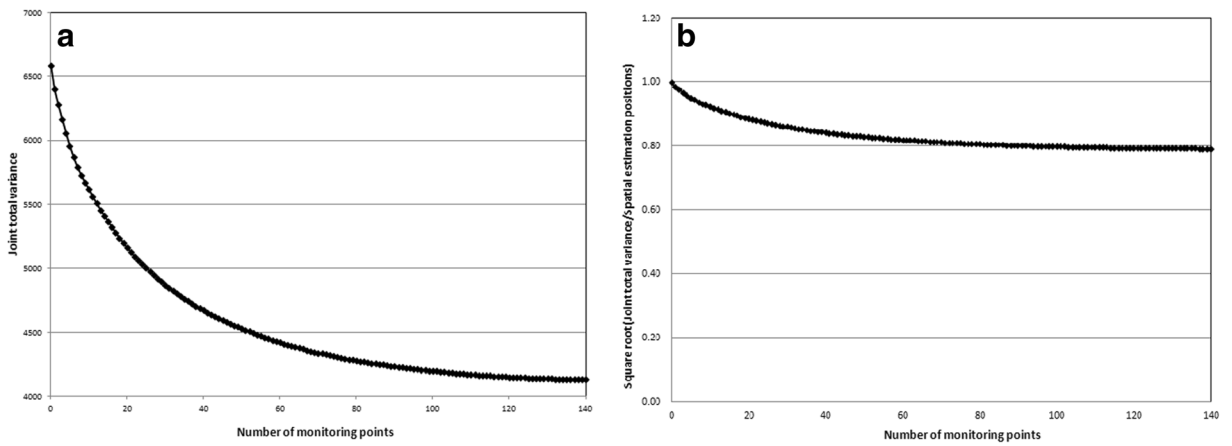 a
7000
6500
6000
5500
5000
4500
4000
Joint total variance
0 20 40 60 80 100 120 140
Number of monitoring points
b
1.20
1.00
0.80
0.60
0.40
0.20
0.00
Square root(Joint total variance/Spatial estimation positions)
0 20 40 60 80 100 120 140
Number of monitoring points